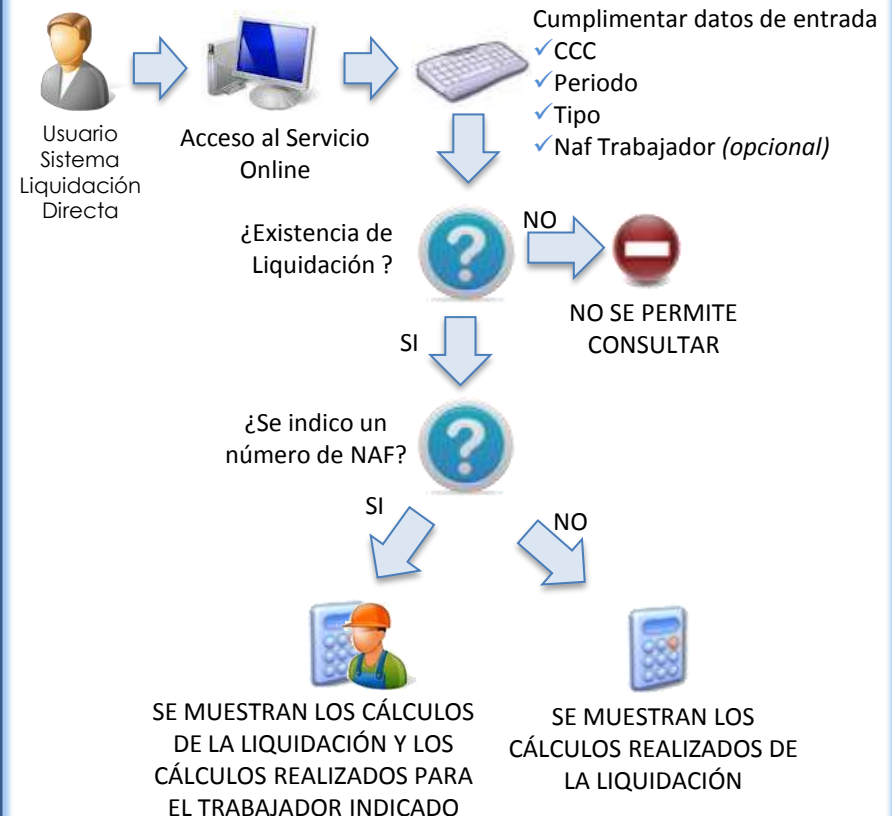 Usuario
Sistema
Liquidación
Directa
Acceso al Servicio
Online
Cumplimentar datos de entrada
✓CCC
✓Periodo
✓Tipo
✓Naf Trabajador (opcional)
¿Existencia de
Liquidación ?
NO
NO SE PERMITE
CONSULTAR
SI
¿Se indico un
número de NAF?
SI
NO
SE MUESTRAN LOS CÁLCULOS
DE LA LIQUIDACIÓN Y LOS
CÁLCULOS REALIZADOS PARA
EL TRABAJADOR INDICADO
SE MUESTRAN LOS
CÁLCULOS REALIZADOS DE
LA LIQUIDACIÓN